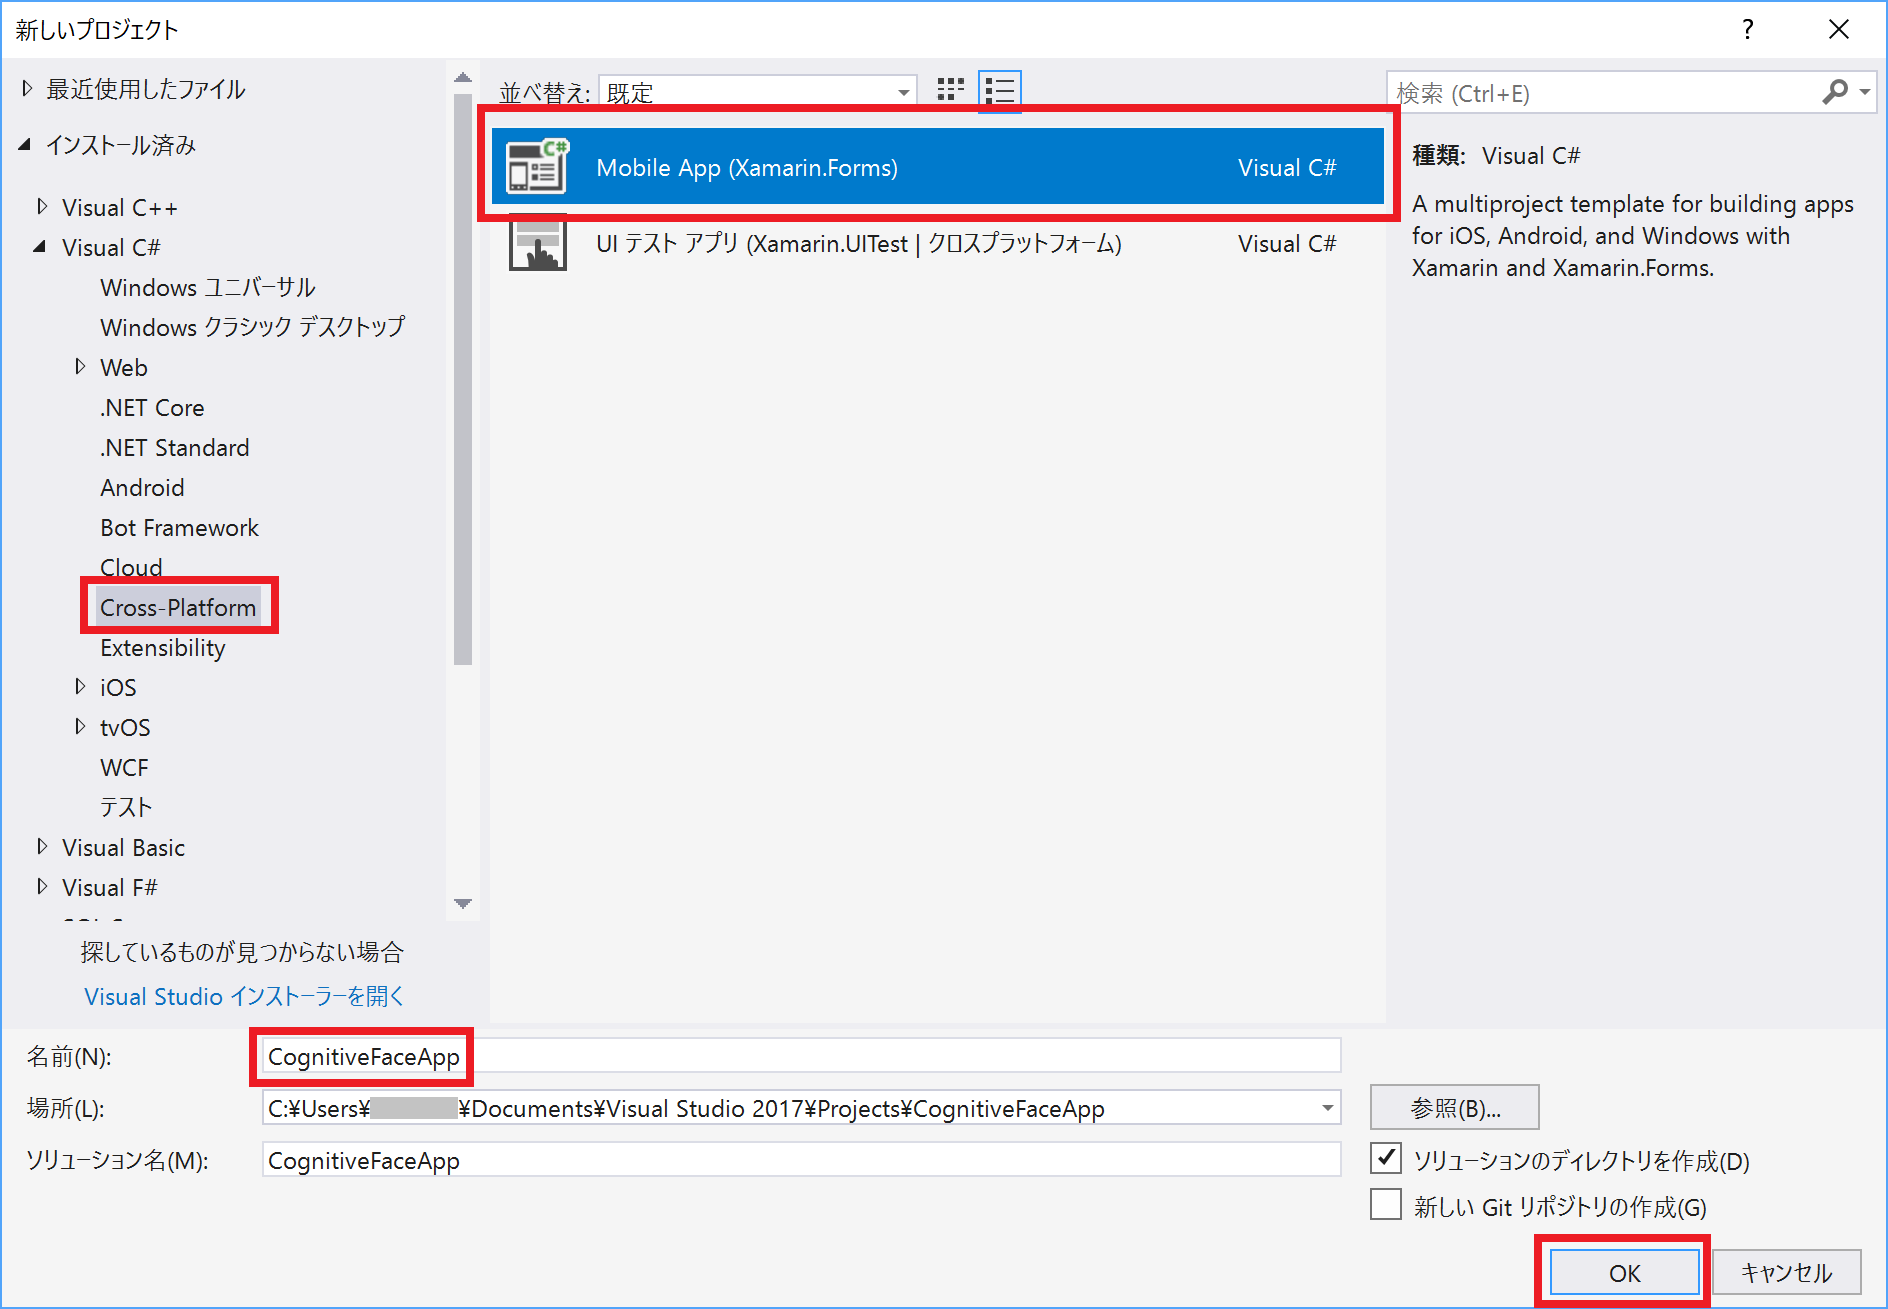 新しいプロジェクト
?
最近使用したファイル
インストール済み
Visual C++
Visual C#
Windows ユニバーサル
Windows クラシック デスクトップ
Web
.NET Core
.NET Standard
Android
Bot Framework
Cloud
Cross-Platform
Extensibility
iOS
tvOS
WCF
テスト
Visual Basic
Visual F#
探しているものが見つからない場合
Visual Studio インストーラーを開く
並べ替え: 既定
検索 (Ctrl+E)
C#
Mobile App (Xamarin.Forms) Visual C#
UI テスト アプリ (Xamarin.UITest | クロスプラットフォーム) Visual C#
種類: Visual C#
A multiproject template for building apps
for iOS, Android, and Windows with
Xamarin and Xamarin.Forms.
名前(N): CognitiveFaceApp
場所(L): C:¥Users¥ ¥Documents¥Visual Studio 2017¥Projects¥CognitiveFaceApp
参照(B)...
ソリューション名(M): CognitiveFaceApp
ソリューションのディレクトリを作成(D)
新しい Git リポジトリの作成(G)
OK
キャンセル